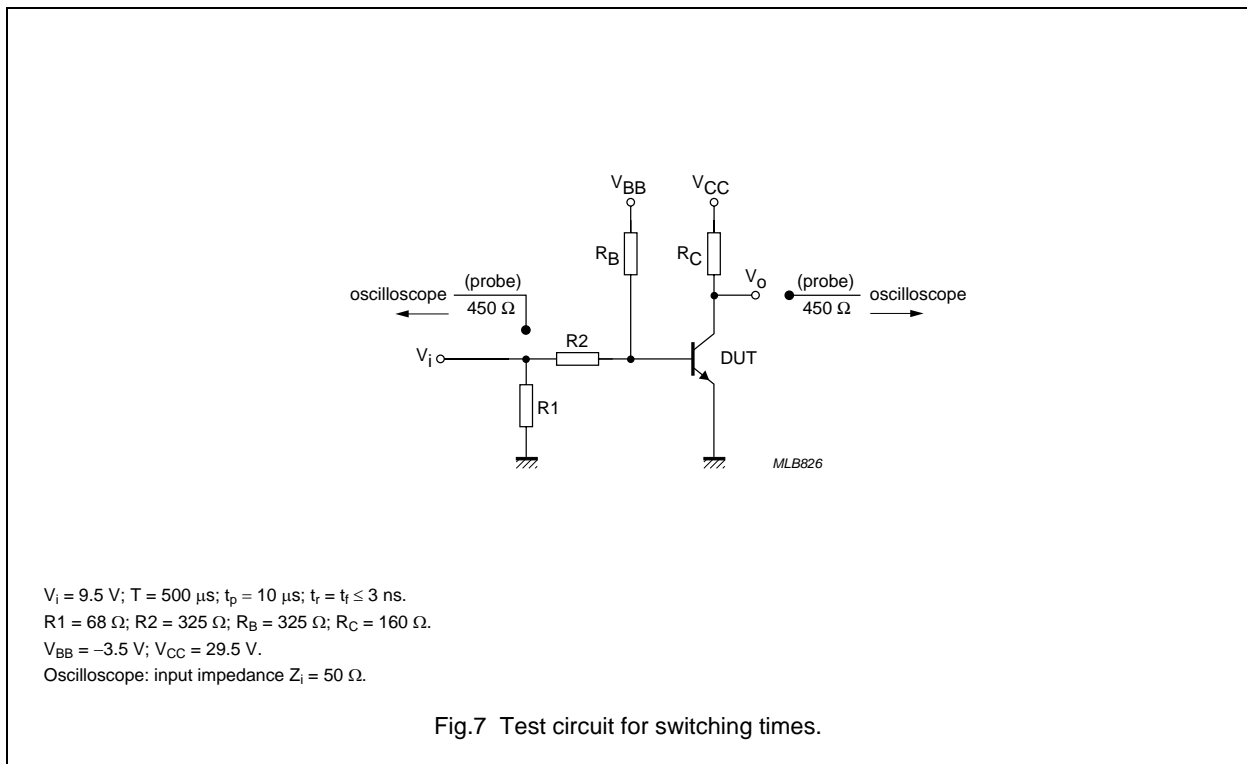 V_BB
V_CC
R_B
R_C
V_o
(probe)
oscilloscope
450 Ω
(probe)
450 Ω
oscilloscope
V_i
R2
DUT
R1
MLB826
V_i = 9.5 V; T = 500 μs; t_p = 10 μs; t_r = t_f ≤ 3 ns.
R1 = 68 Ω; R2 = 325 Ω; R_B = 325 Ω; R_C = 160 Ω.
V_BB = −3.5 V; V_CC = 29.5 V.
Oscilloscope: input impedance Z_i = 50 Ω.
Fig.7 Test circuit for switching times.